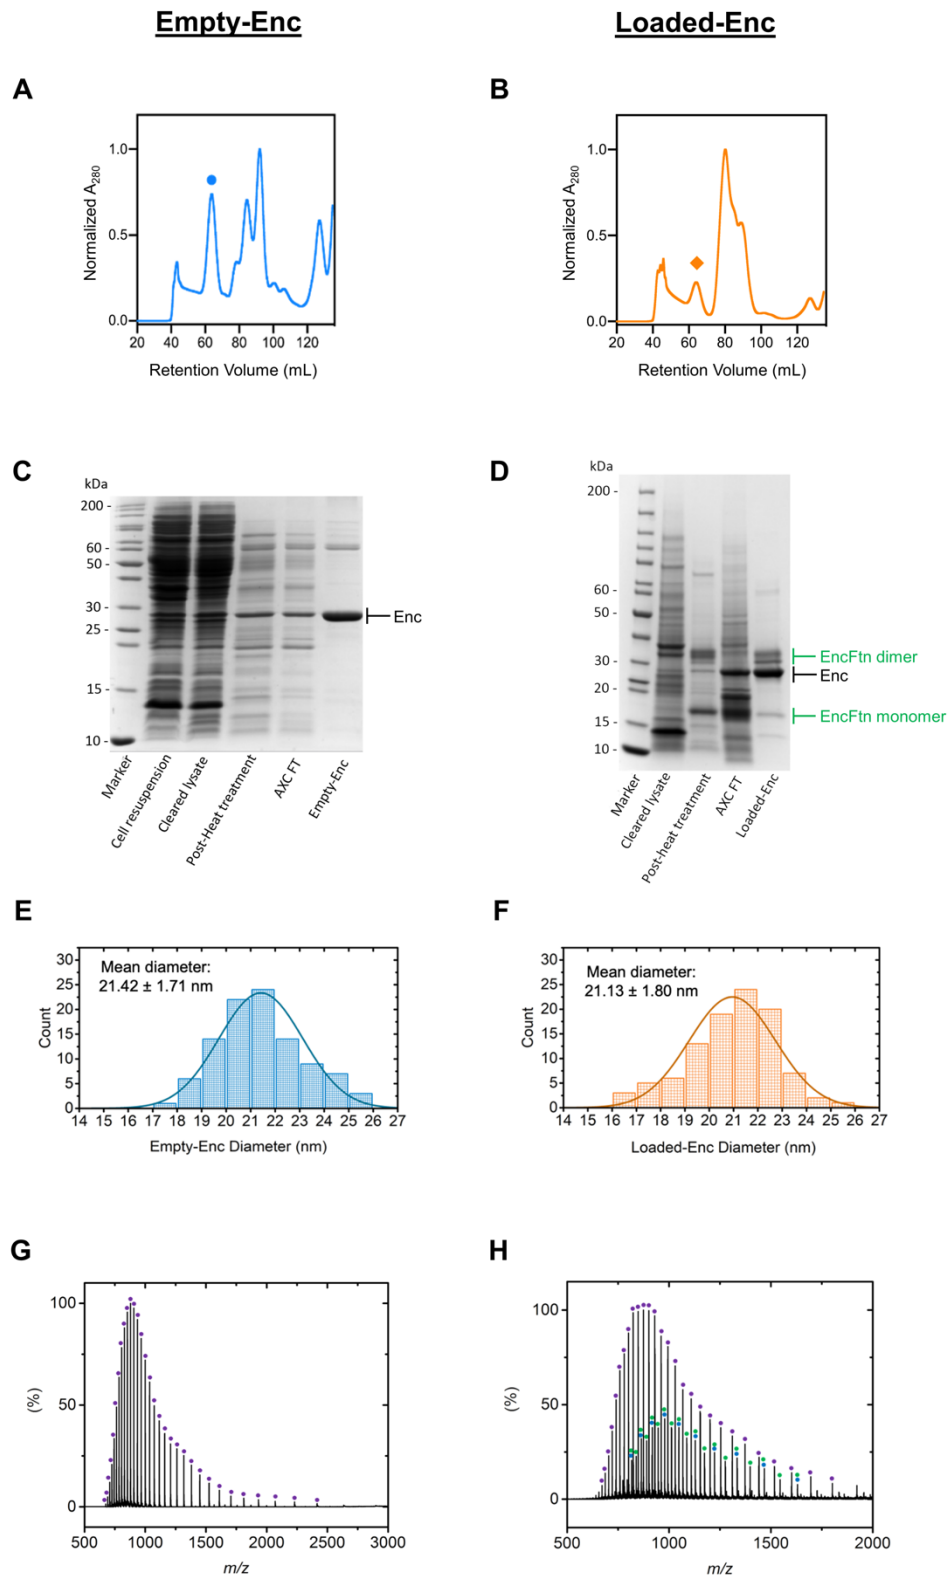 Empty-Enc
Loaded-Enc
A
B
1.0
0.5
0.0
Normalized A280
20 40 60 80 100 120
Retention Volume (mL)
1.0
0.5
0.0
Normalized A280
20 40 60 80 100 120
Retention Volume (mL)
C
D
kDa
200
60
50
30
25
15
10
Enc
Marker
Cell resuspension
Cleared lysate
Post-Heat treatment
AXC FT
Empty-Enc
kDa
200
60
50
30
20
15
10
EncFtn dimer
Enc
EncFtn monomer
Marker
Cleared lysate
Post-heat treatment
AXC FT
Loaded-Enc
E
F
Mean diameter:
21.42 ± 1.71 nm
30
25
20
15
10
5
0
Count
14 15 16 17 18 19 20 21 22 23 24 25 26 27
Empty-Enc Diameter (nm)
Mean diameter:
21.13 ± 1.80 nm
30
25
20
15
10
5
0
Count
14 15 16 17 18 19 20 21 22 23 24 25 26 27
Loaded-Enc Diameter (nm)
G
H
100
50
0
(%)
500 1000 1500 2000 2500 3000
m/z
100
50
0
(%)
500 1000 1500 2000
m/z